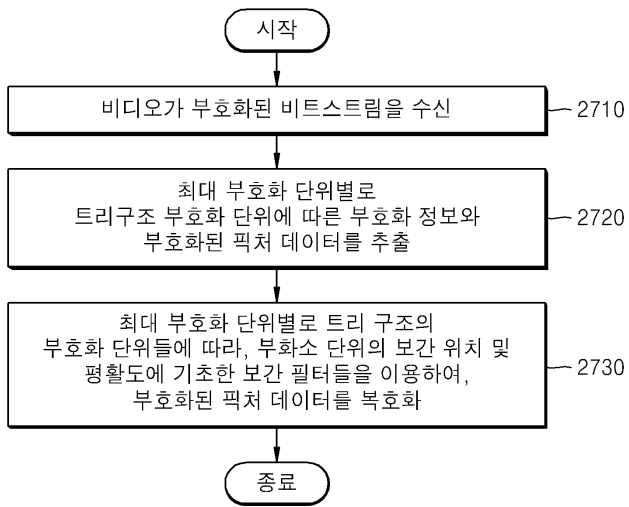 시작
비디오가 부호화된 비트스트림을 수신
2710
최대 부호화 단위별로
트리구조 부호화 단위에 따른 부호화 정보와
부호화된 픽처 데이터를 추출
2720
최대 부호화 단위별로 트리 구조의
부호화 단위들에 따라, 부화소 단위의 보간 위치 및
평활도에 기초한 보간 필터들을 이용하여,
부호화된 픽처 데이터를 복호화
2730
종료